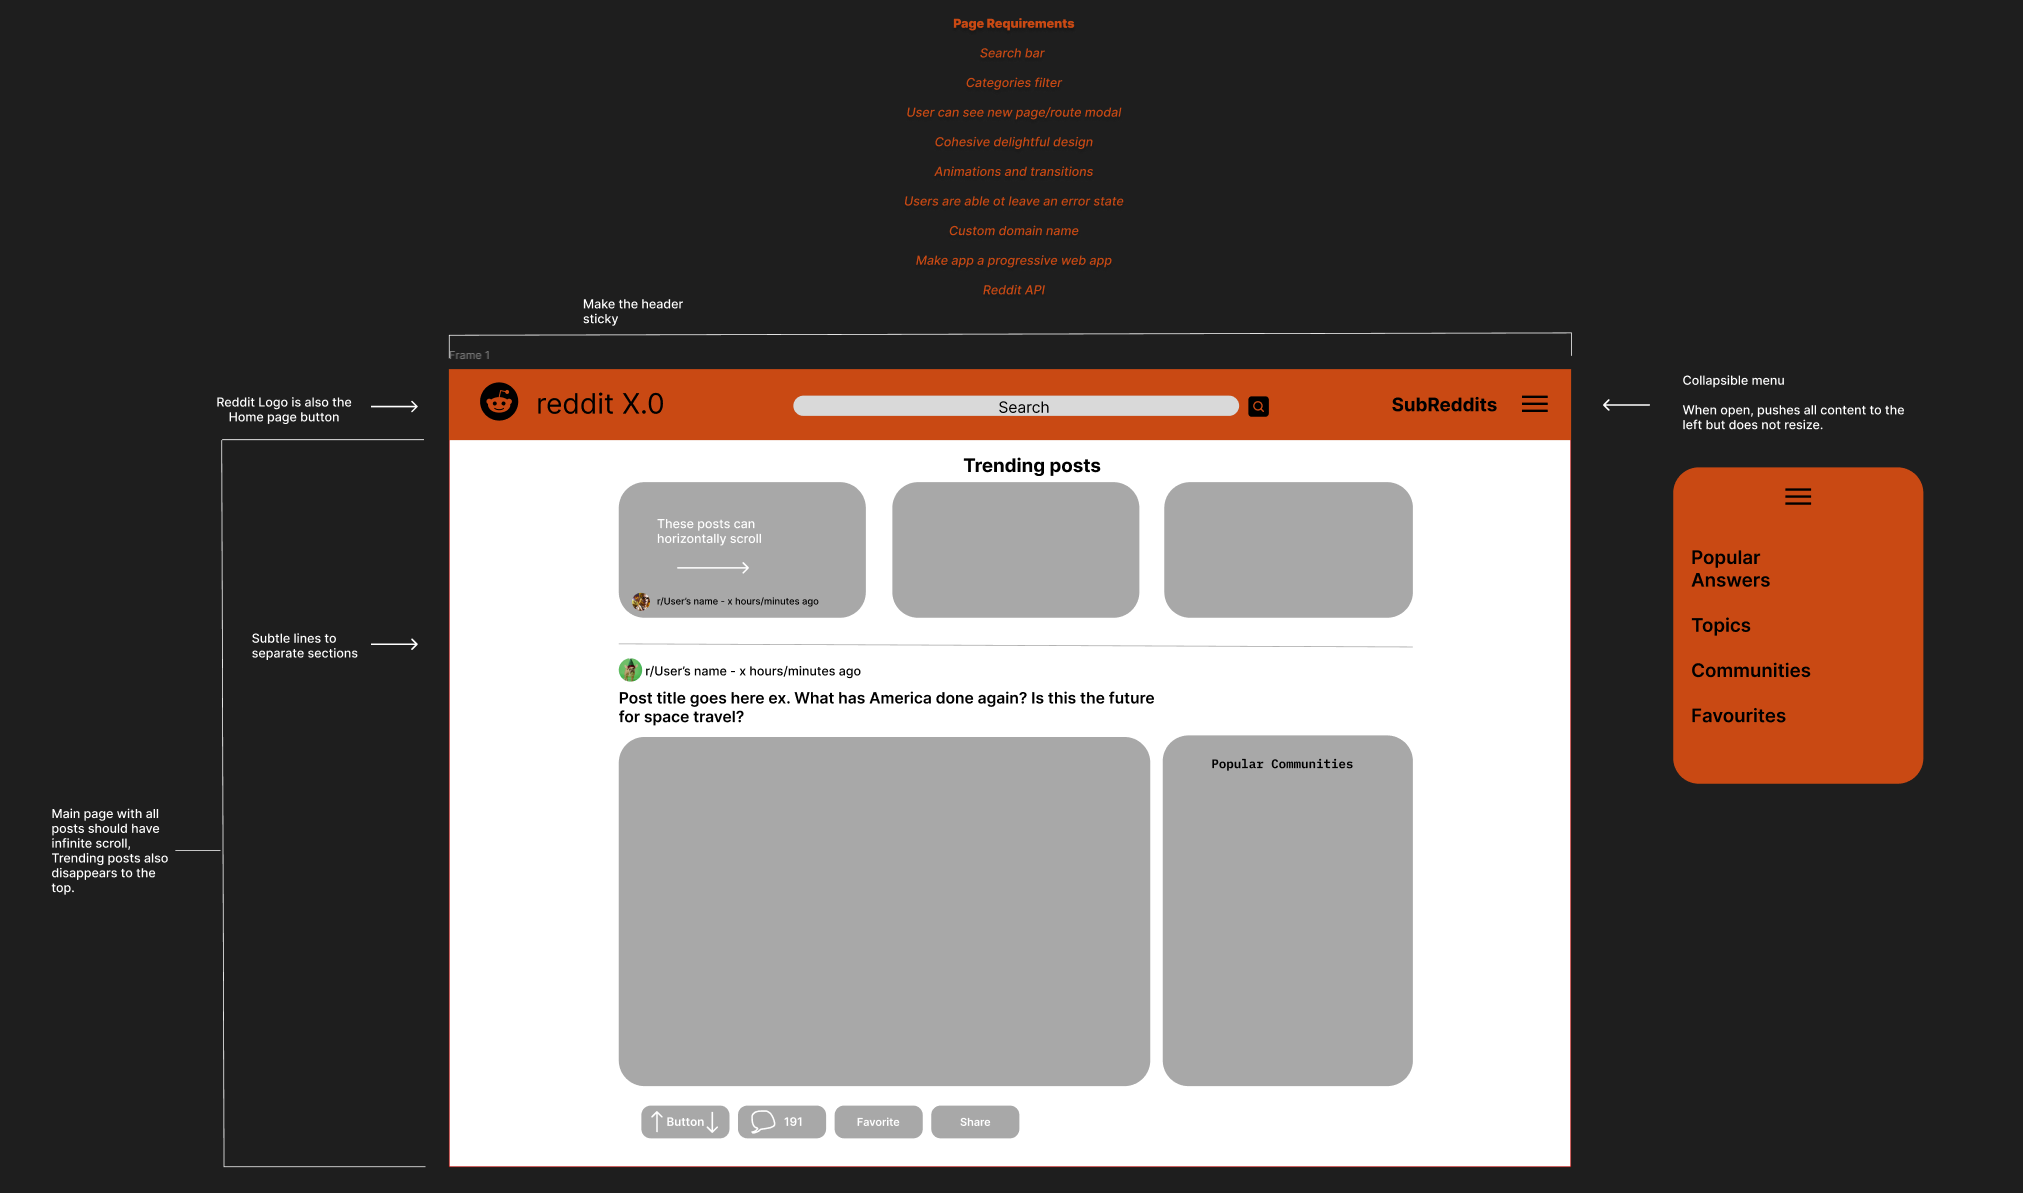 Page Requirements
Search bar
Categories filter
User can see new page/route modal
Cohesive delightful design
Animations and transitions
Users are able ot leave an error state
Custom domain name
Make app a progressive web app
Reddit API
Make the header
sticky
Frame 1
Reddit Logo is also the
Home page button
reddit X.0
Search
SubReddits
Collapsible menu
When open, pushes all content to the
left but does not resize.
Trending posts
These posts can
horizontally scroll
r/User's name - x hours/minutes ago
Popular
Answers
Topics
Communities
Favourites
Subtle lines to
separate sections
r/User's name - x hours/minutes ago
Post title goes here ex. What has America done again? Is this the future
for space travel?
Popular Communities
Main page with all
posts should have
infinite scroll,
Trending posts also
disappears to the
top.
Button
191
Favorite
Share